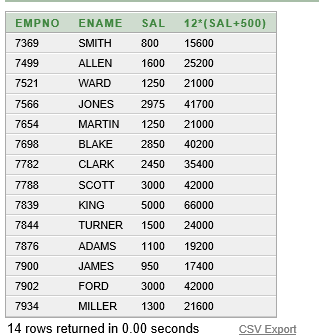 EMPNO ENAME SAL 12*(SAL+500)
7369 SMITH 800 15600
7499 ALLEN 1600 25200
7521 WARD 1250 21000
7566 JONES 2975 41700
7654 MARTIN 1250 21000
7698 BLAKE 2850 40200
7782 CLARK 2450 35400
7788 SCOTT 3000 42000
7839 KING 5000 66000
7844 TURNER 1500 24000
7876 ADAMS 1100 19200
7900 JAMES 950 17400
7902 FORD 3000 42000
7934 MILLER 1300 21600
14 rows returned in 0.00 seconds CSV Export